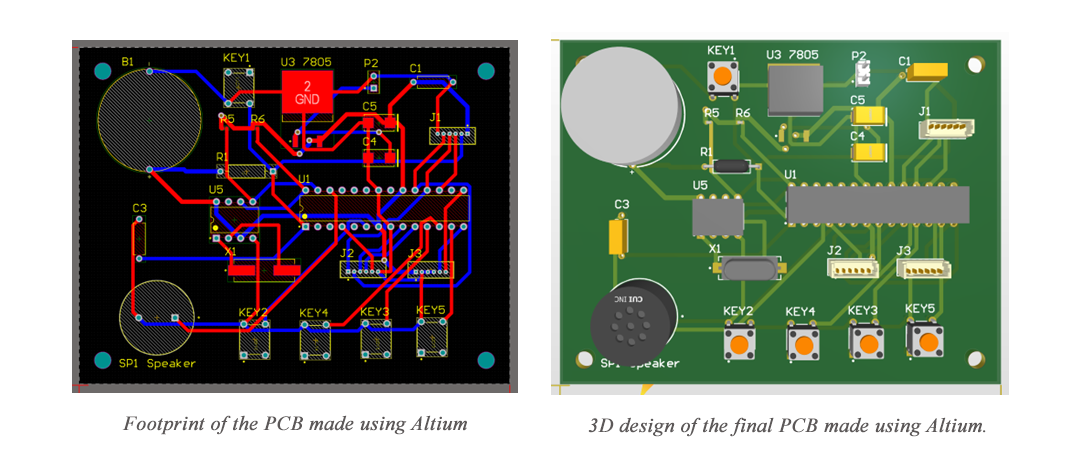 B1
KEY1
U3 7805
P2
C1
2
GND
C5
J1
R5 R6
C4
R1
U1
U5
C3
X1
J2
J3
KEY2
KEY4
KEY3
KEY5
SP1 Speaker
Footprint of the PCB made using Altium
KEY1
U3 7805
P2
C1
C5
J1
R5
R6
C4
R1
U1
U5
C3
X1
J2
J3
CUI INC
KEY2
KEY4
KEY3
KEY5
SP1 Speaker
3D design of the final PCB made using Altium.